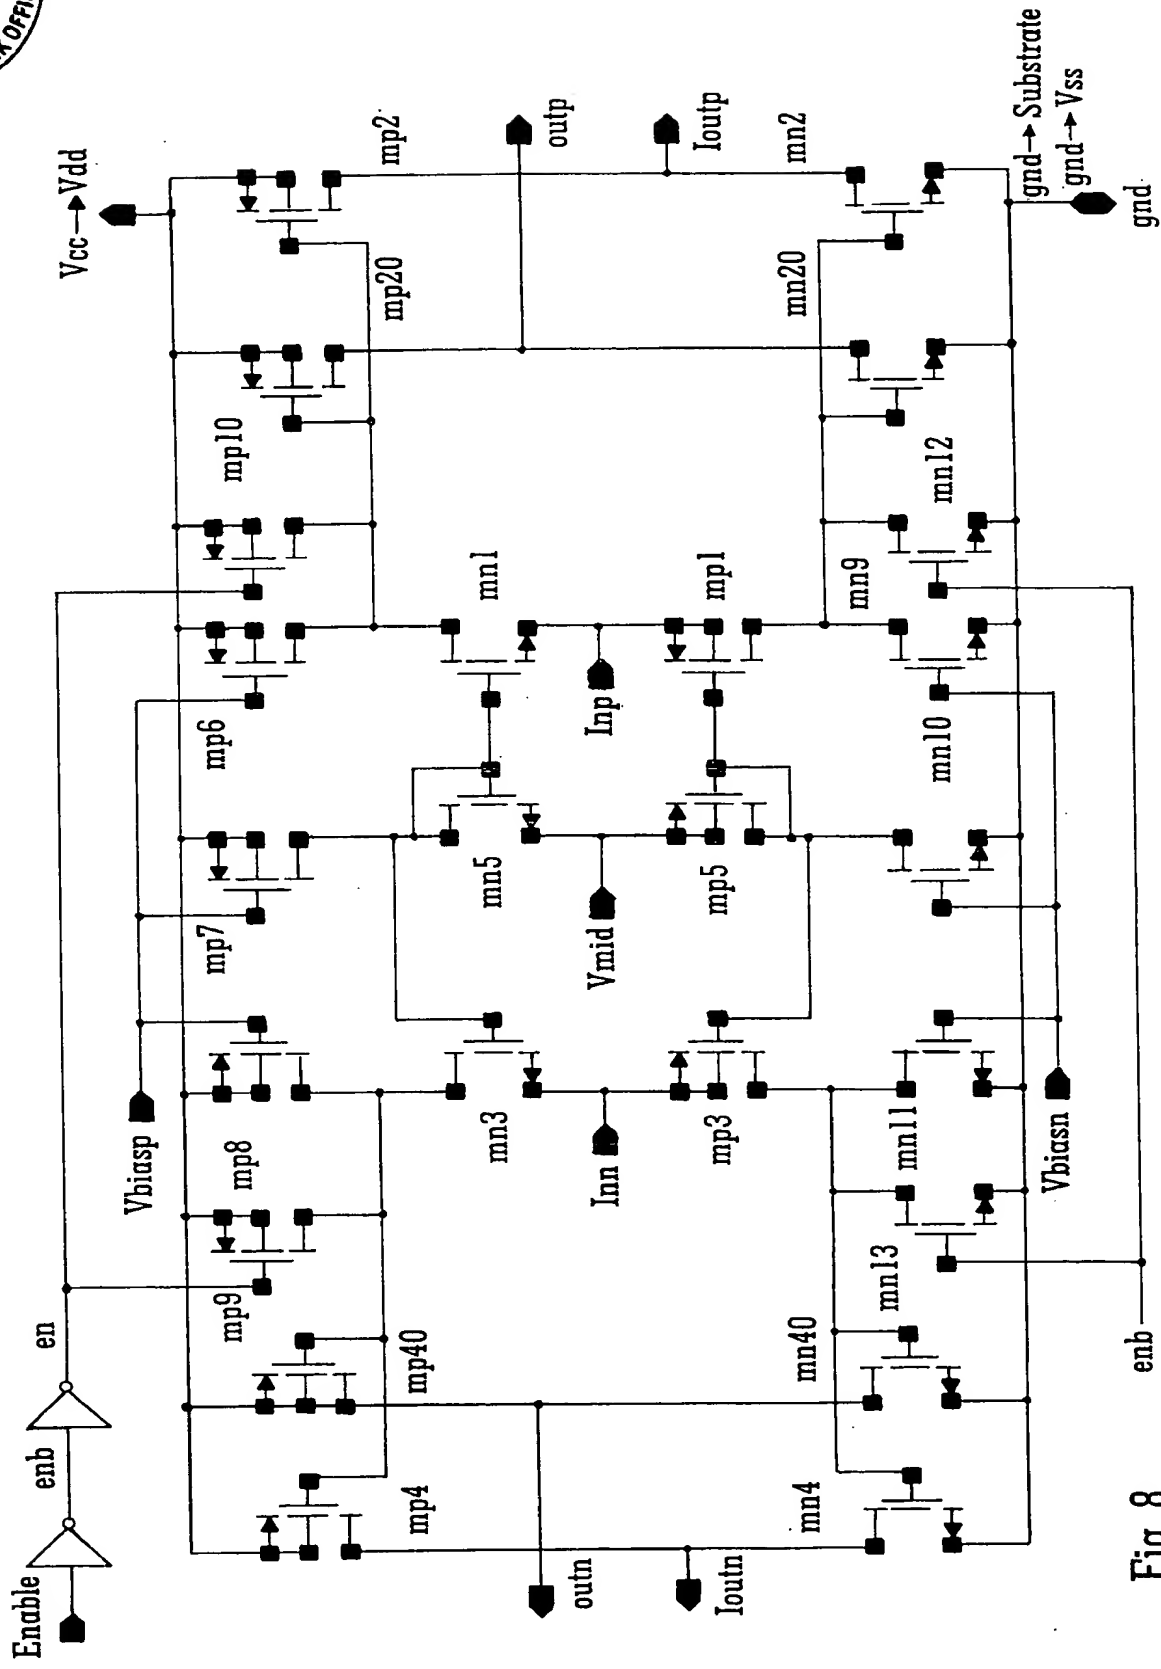 K OFFI
Enable
enb
en
Vcc→Vdd
Vbiasp
mp4
mp40
mp9
mp8
mp7
mp6
mp10
mp20
mp2
outn
Ioutn
Inn
mn3
mp3
Vmid
mn5
mp5
Inp
mn1
mp1
outp
Ioutp
mn4
mn40
mn13
mn11
mn10
mn9
mn12
mn20
mn2
Vbiasn
enb
gnd→Substrate
gnd→Vss
gnd
Fig. 8